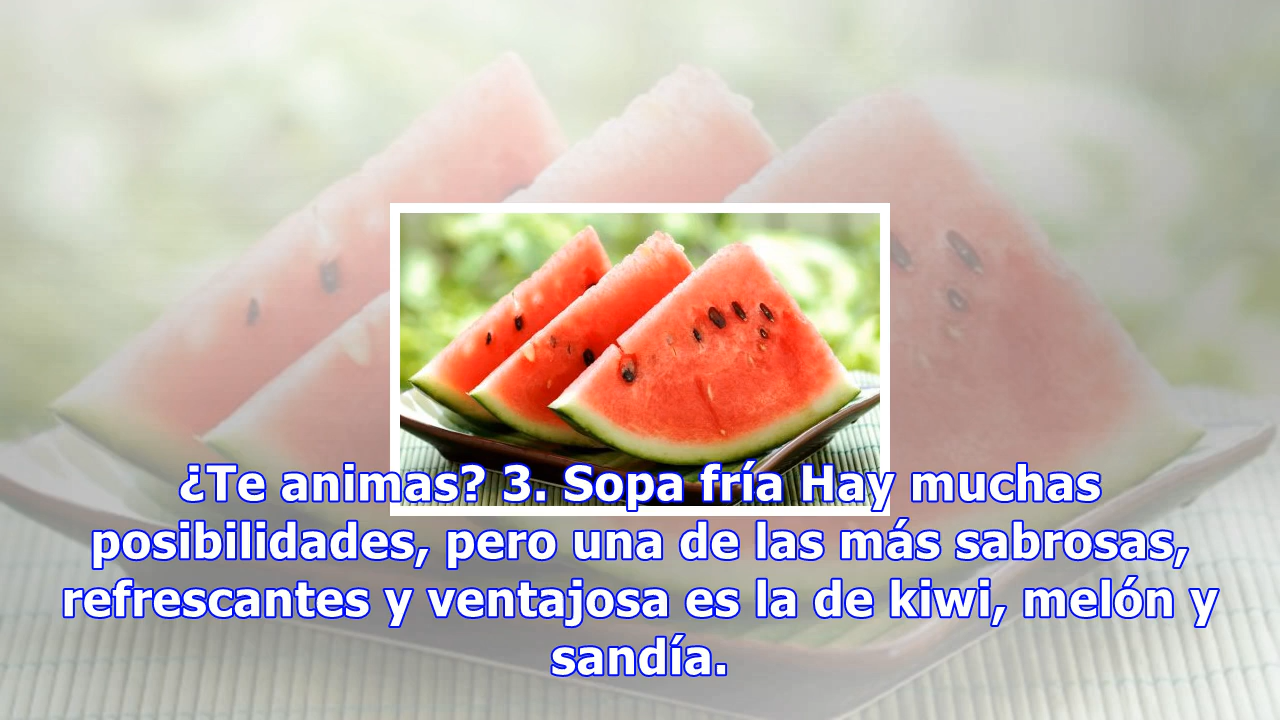 ¿Te animas? 3. Sopa fría Hay muchas
posibilidades, pero una de las más sabrosas,
refrescantes y ventajosa es la de kiwi, melón y
sandía.